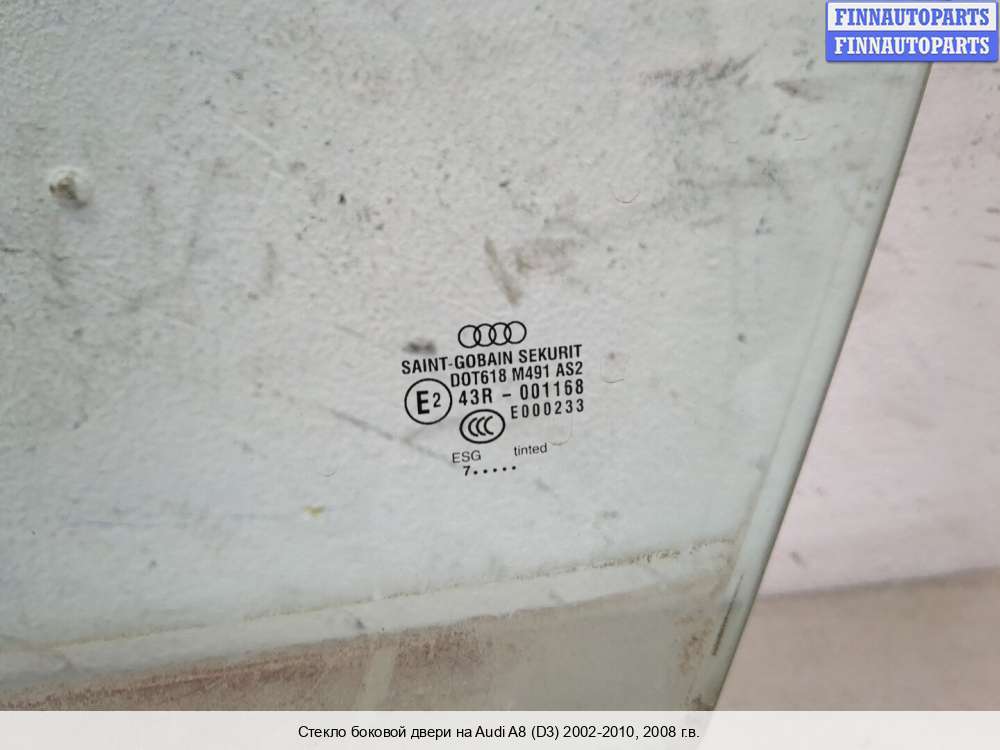 FINNAUTOPARTS
FINNAUTOPARTS
SAINT-GOBAIN SEKURIT
DOT618 M491 AS2
E2 43R - 001168
E000233
CCC
ESG tinted
7.....
Стекло боковой двери на Audi A8 (D3) 2002-2010, 2008 г.в.